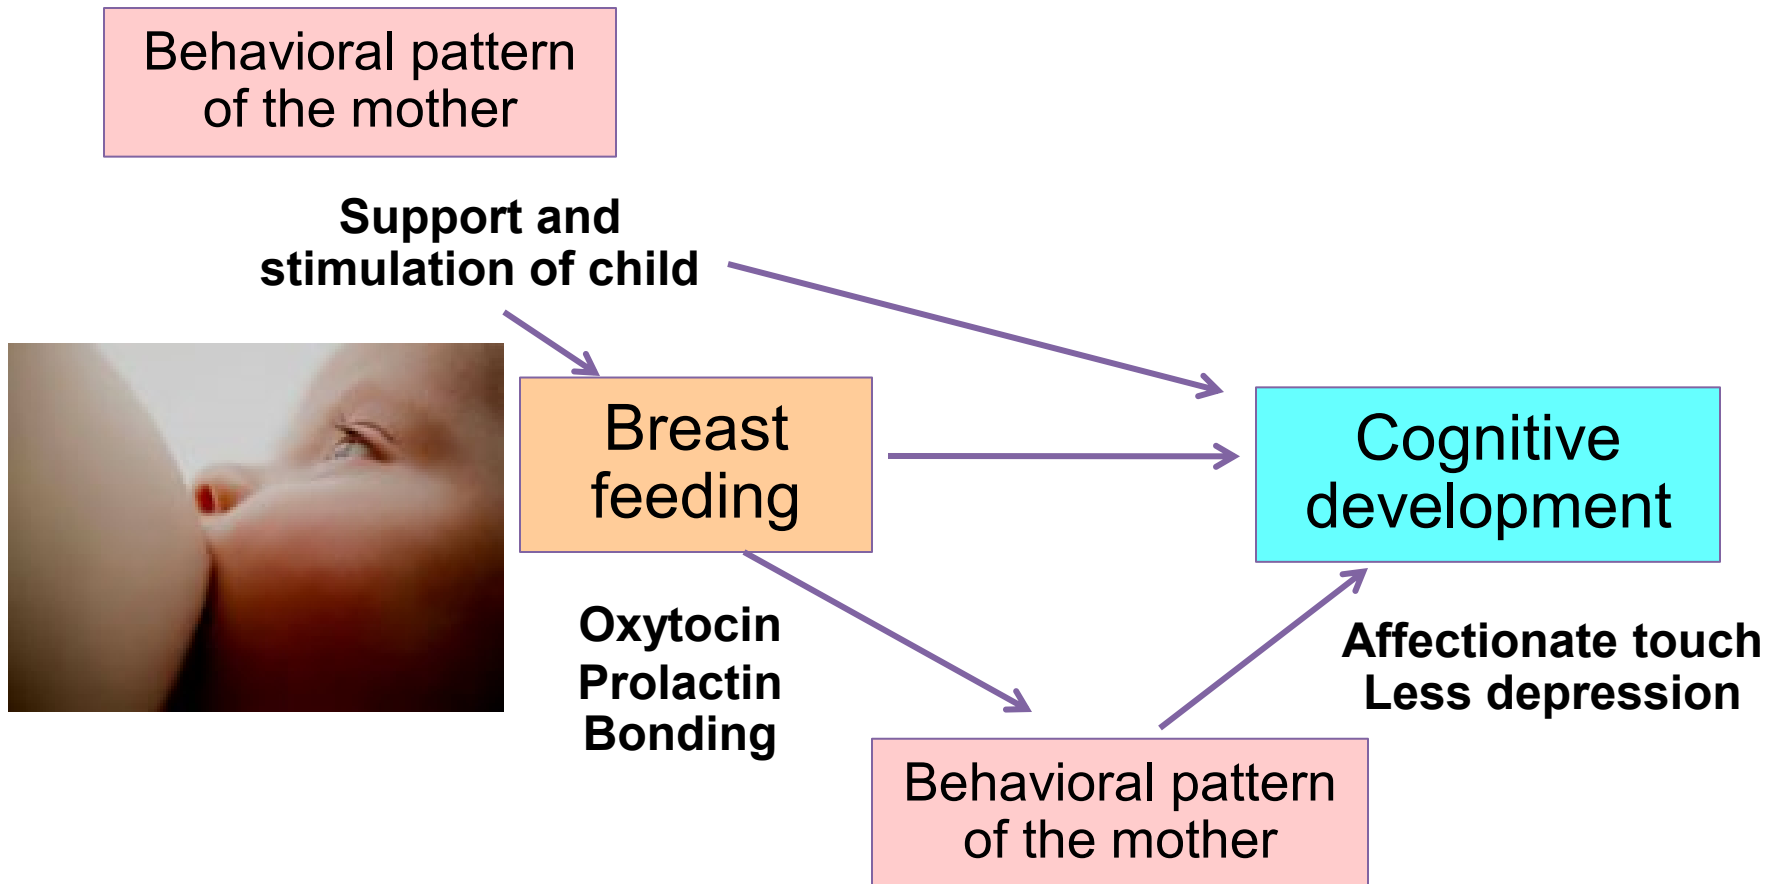 Behavioral pattern
of the mother
Support and
stimulation of child
Breast
feeding
Cognitive
development
Oxytocin
Prolactin
Bonding
Affectionate touch
Less depression
Behavioral pattern
of the mother